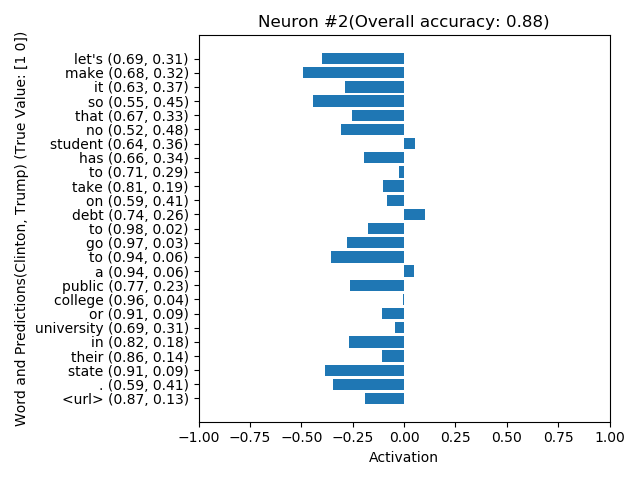 Neuron #2(Overall accuracy: 0.88)
Word and Predictions(Clinton, Trump) (True Value: [1 0])
let's (0.69, 0.31)
make (0.68, 0.32)
it (0.63, 0.37)
so (0.55, 0.45)
that (0.67, 0.33)
no (0.52, 0.48)
student (0.64, 0.36)
has (0.66, 0.34)
to (0.71, 0.29)
take (0.81, 0.19)
on (0.59, 0.41)
debt (0.74, 0.26)
to (0.98, 0.02)
go (0.97, 0.03)
to (0.94, 0.06)
a (0.94, 0.06)
public (0.77, 0.23)
college (0.96, 0.04)
or (0.91, 0.09)
university (0.69, 0.31)
in (0.82, 0.18)
their (0.86, 0.14)
state (0.91, 0.09)
. (0.59, 0.41)
<url> (0.87, 0.13)
−1.00 −0.75 −0.50 −0.25 0.00 0.25 0.50 0.75 1.00
Activation